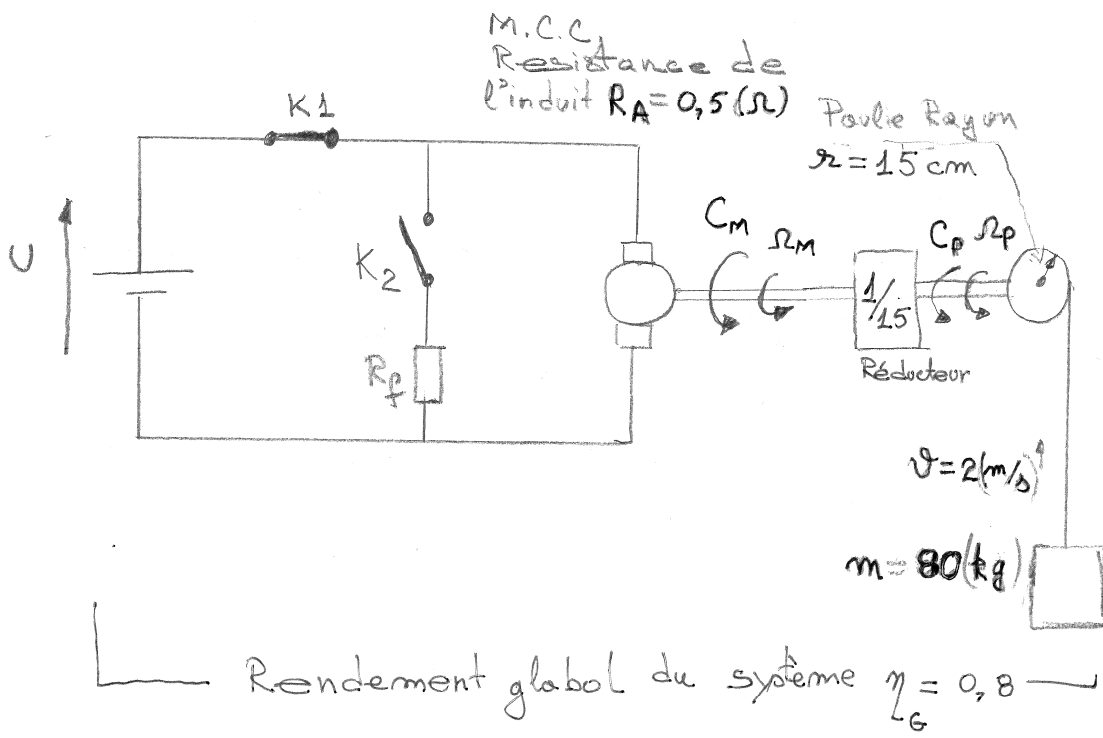 M.C.C.
Resistance de
l'induit R_A = 0,5 (Ω)
K1
Poulie Rayon
r = 15 cm
U
K2
C_M Ω_M
C_P Ω_P
1/15
R_f
Réducteur
v = 2 (m/s)
m = 80 (kg)
Rendement glabol du système η_G = 0,8